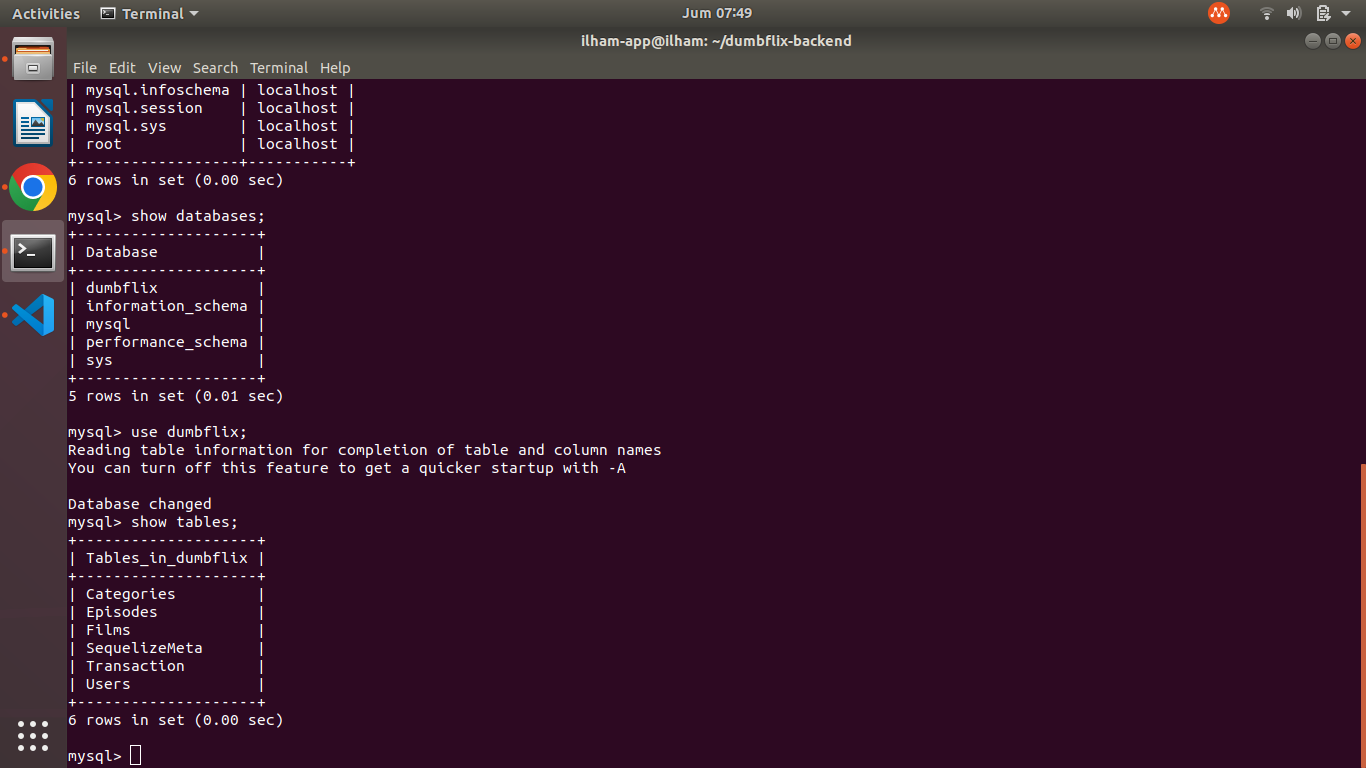 Activities Terminal Jum 07:49
ilham-app@ilham: ~/dumbflix-backend
File Edit View Search Terminal Help
| mysql.infoschema | localhost |
| mysql.session    | localhost |
| mysql.sys        | localhost |
| root             | localhost |
+------------------+-----------+
6 rows in set (0.00 sec)

mysql> show databases;
+--------------------+
| Database           |
+--------------------+
| dumbflix           |
| information_schema |
| mysql              |
| performance_schema |
| sys                |
+--------------------+
5 rows in set (0.01 sec)

mysql> use dumbflix;
Reading table information for completion of table and column names
You can turn off this feature to get a quicker startup with -A

Database changed
mysql> show tables;
+--------------------+
| Tables_in_dumbflix |
+--------------------+
| Categories         |
| Episodes           |
| Films              |
| SequelizeMeta      |
| Transaction        |
| Users              |
+--------------------+
6 rows in set (0.00 sec)

mysql>